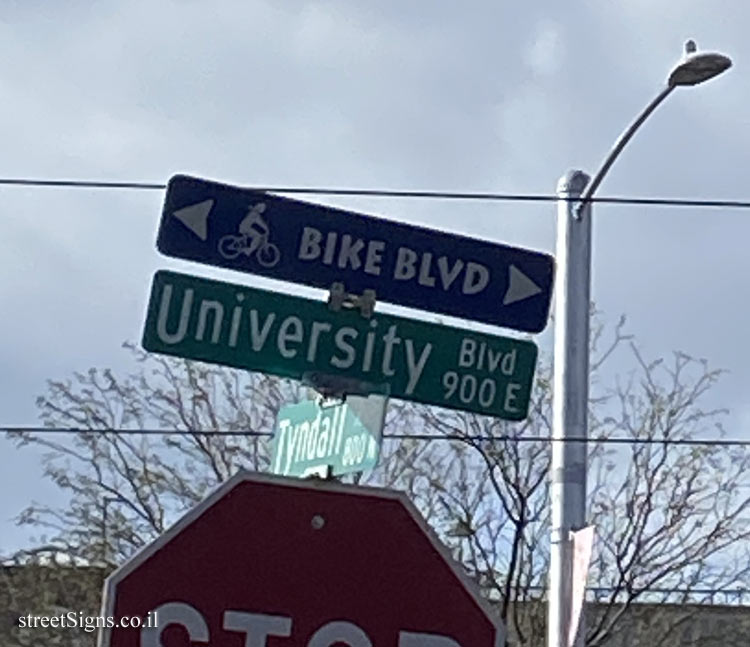 BIKE BLVD
University Blvd
900 E
Tyndall 800 N
STOP
streetSigns.co.il